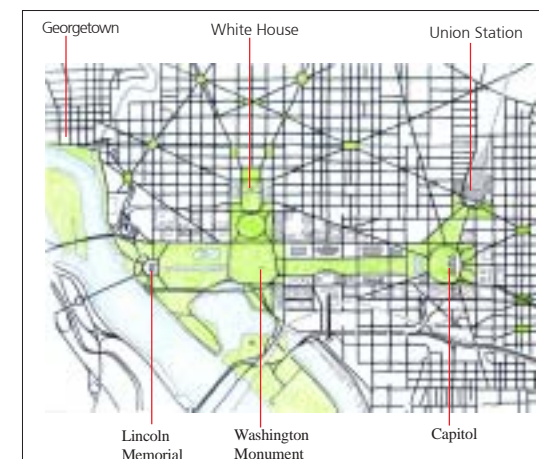 Georgetown
White House
Union Station
Lincoln
Memorial
Washington
Monument
Capitol